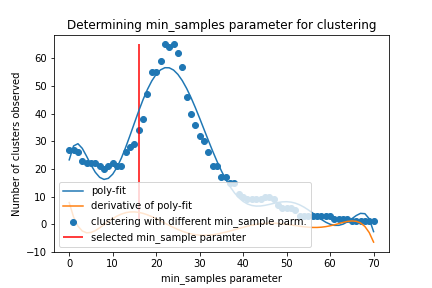 Determining min_samples parameter for clustering
Number of clusters observed
60
50
40
30
20
10
0
−10
poly-fit
derivative of poly-fit
clustering with different min_sample parm.
selected min_sample paramter
0 10 20 30 40 50 60 70
min_samples parameter